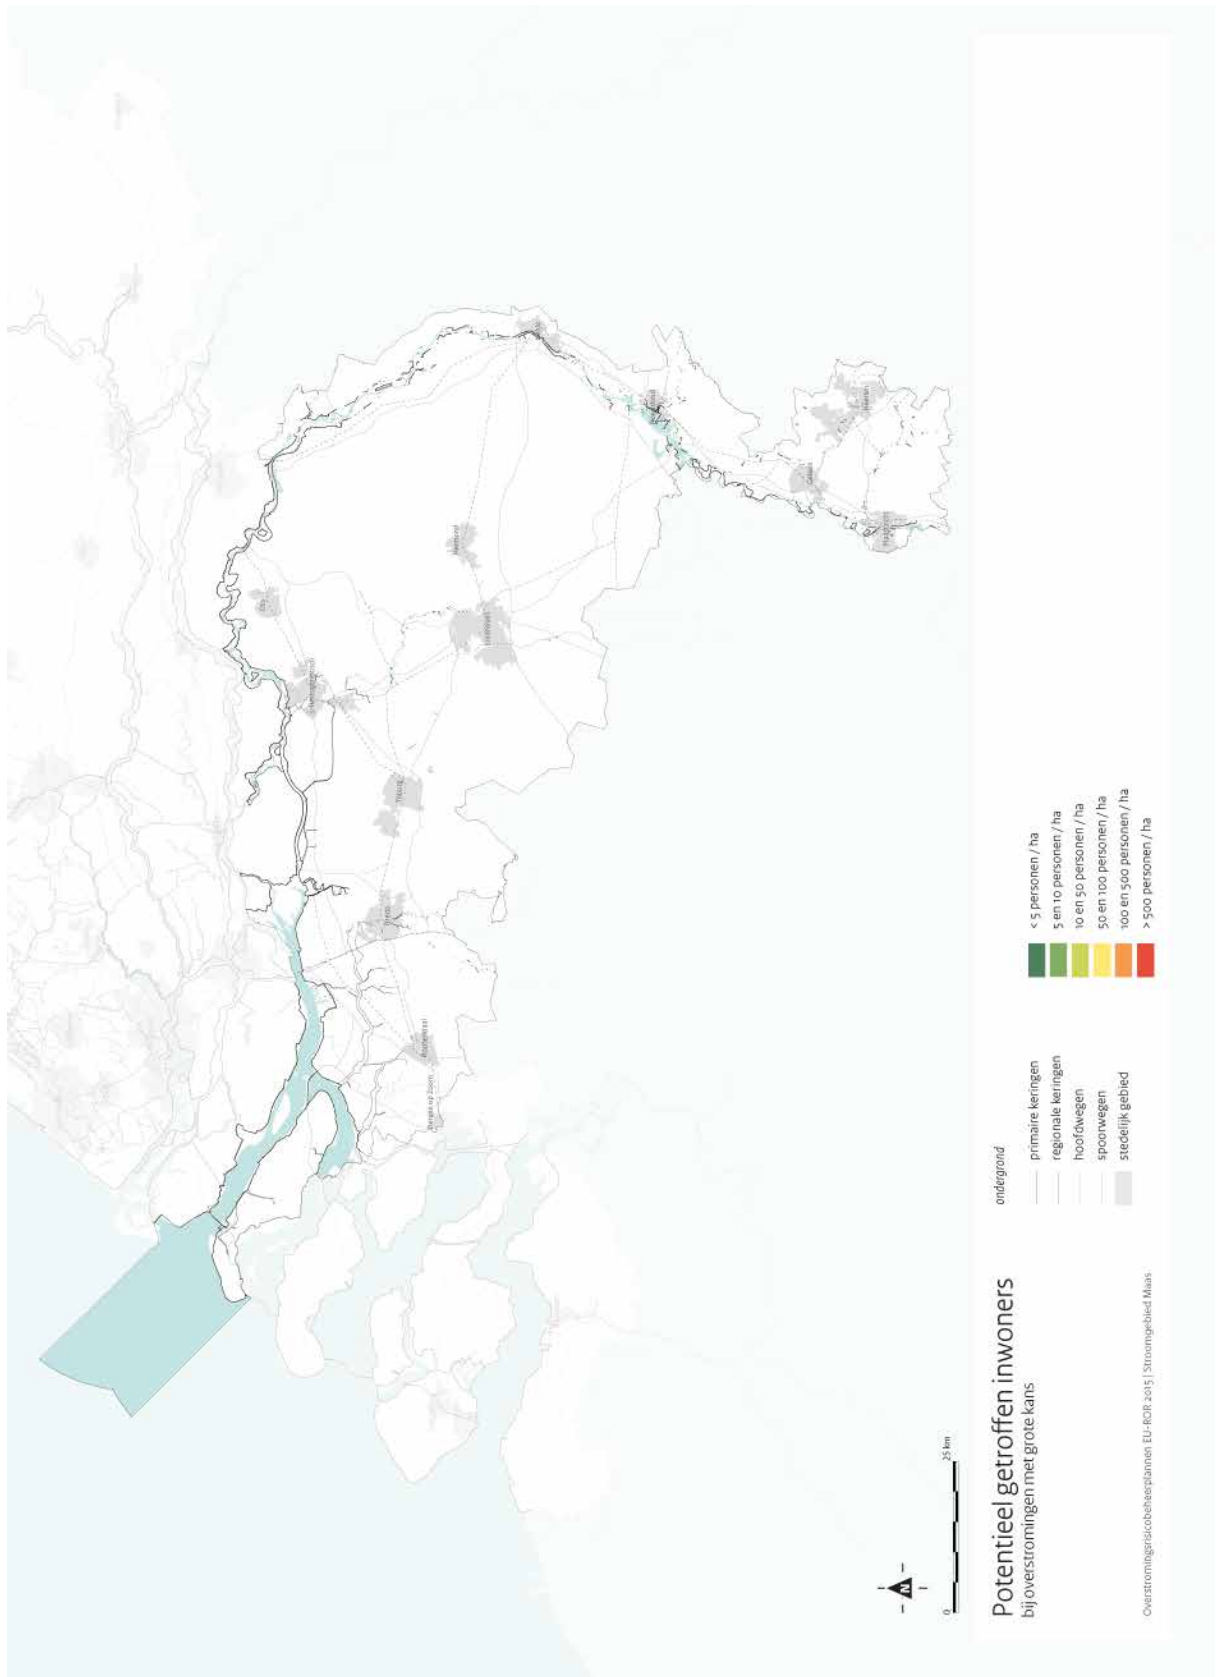 Potentieel getroffen inwoners
bij overstromingen met grote kans
Overstromingsrisicobeheerplannen EU-ROR 2015 | Stroomgebied Maas
ondergrond
primaire keringen
regionale keringen
hoofdwegen
spoorwegen
stedelijk gebied
< 5 personen / ha
5 en 10 personen / ha
10 en 50 personen / ha
50 en 100 personen / ha
100 en 500 personen / ha
> 500 personen / ha
N
0
25 km
Bergen op Zoom
Roosendaal
Breda
Tilburg
Oss
Helmond
Eindhoven
Maastricht
Heerlen